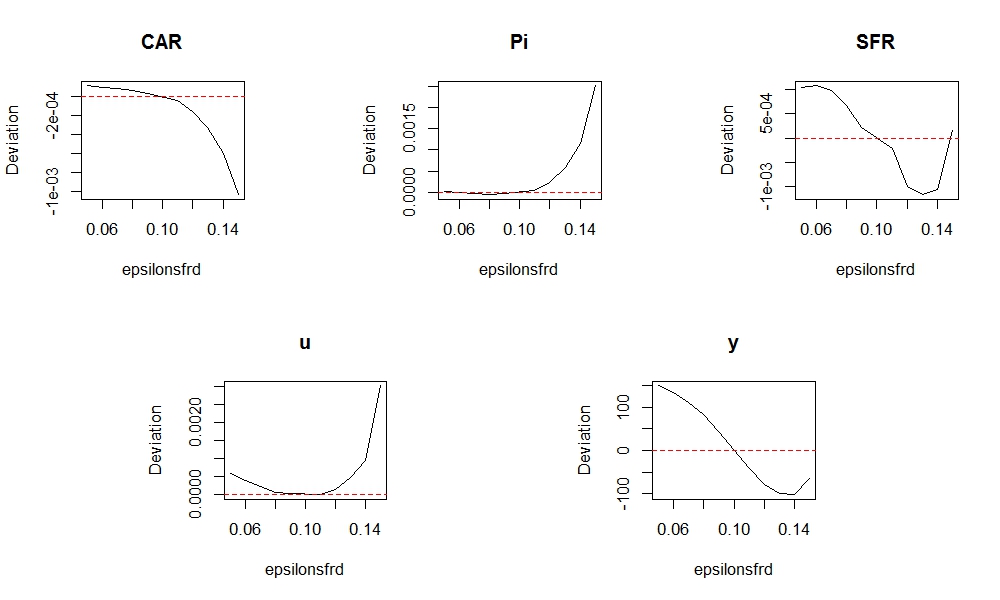 CAR
Deviation
-2e-04
-1e-03
0.06 0.10 0.14
epsilonsfrd
Pi
Deviation
0.0015
0.0000
0.06 0.10 0.14
epsilonsfrd
SFR
Deviation
5e-04
-1e-03
0.06 0.10 0.14
epsilonsfrd
u
Deviation
0.0020
0.0000
0.06 0.10 0.14
epsilonsfrd
y
Deviation
100
0
-100
0.06 0.10 0.14
epsilonsfrd